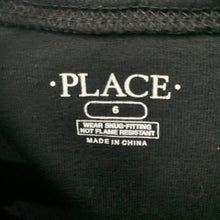 ·PLACE·
6
WEAR SNUG-FITTING
NOT FLAME RESISTANT
MADE IN CHINA